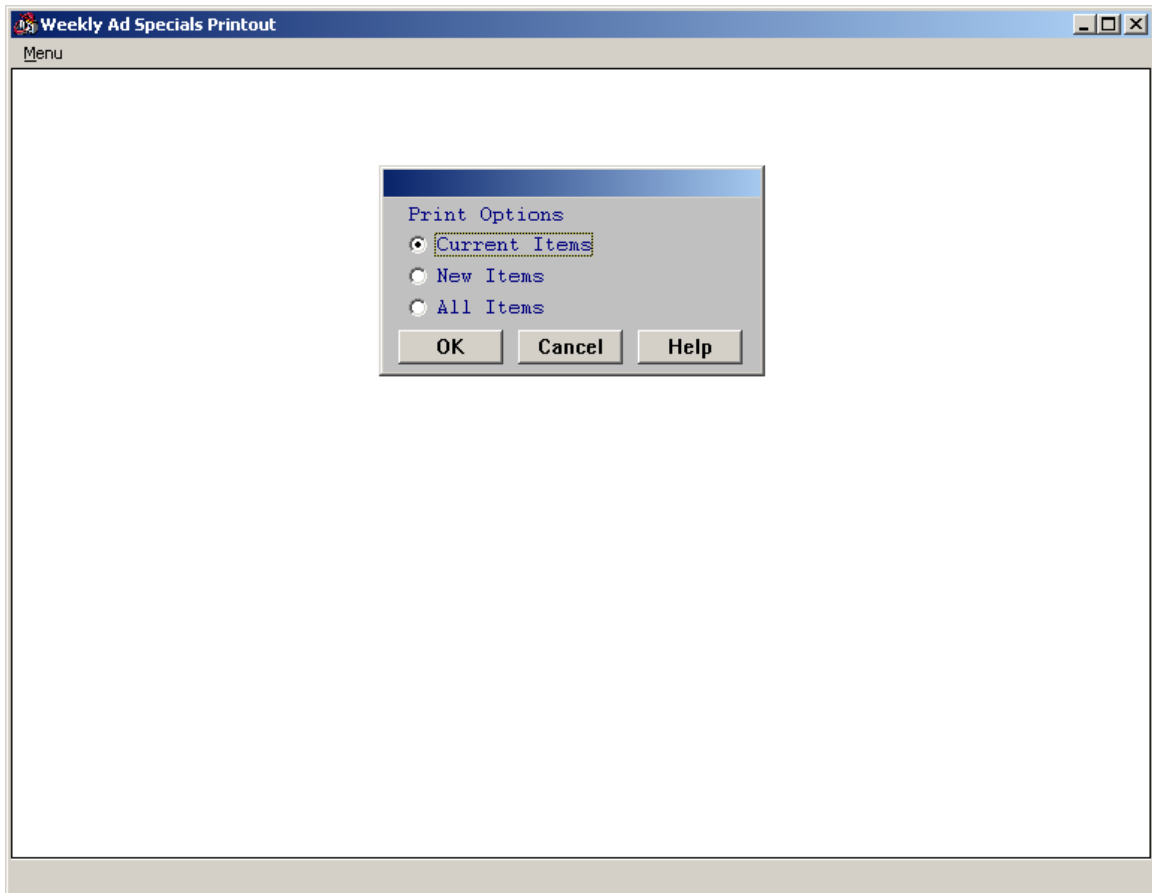 Weekly Ad Specials Printout
Menu
Print Options
Current Items
New Items
All Items
OK Cancel Help